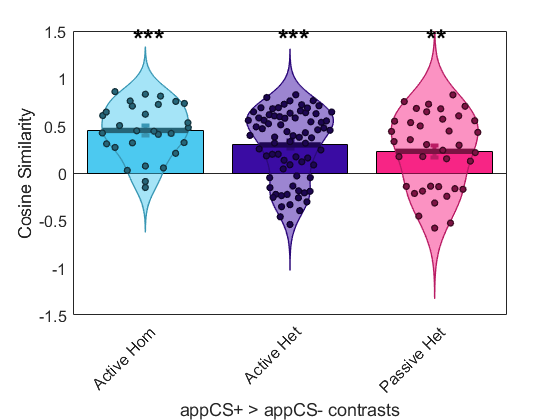 *** *** **
1.5
1
0.5
0
-0.5
-1
-1.5
Cosine Similarity
Active Hom
Active Het
Passive Het
appCS+ > appCS- contrasts